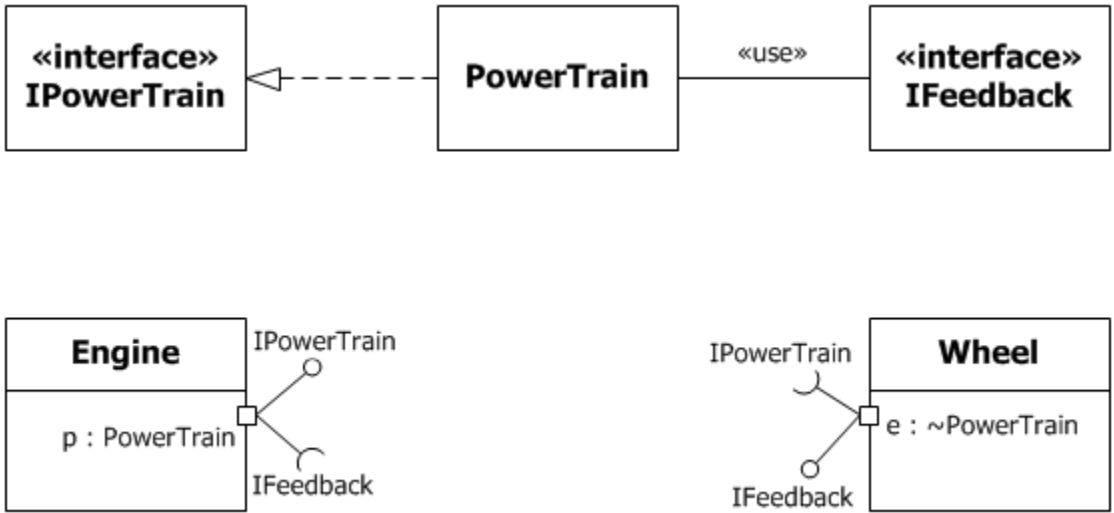 «interface»
IPowerTrain
PowerTrain
«use»
«interface»
IFeedback
Engine
p : PowerTrain
IPowerTrain
IFeedback
IPowerTrain
IFeedback
Wheel
e : ~PowerTrain